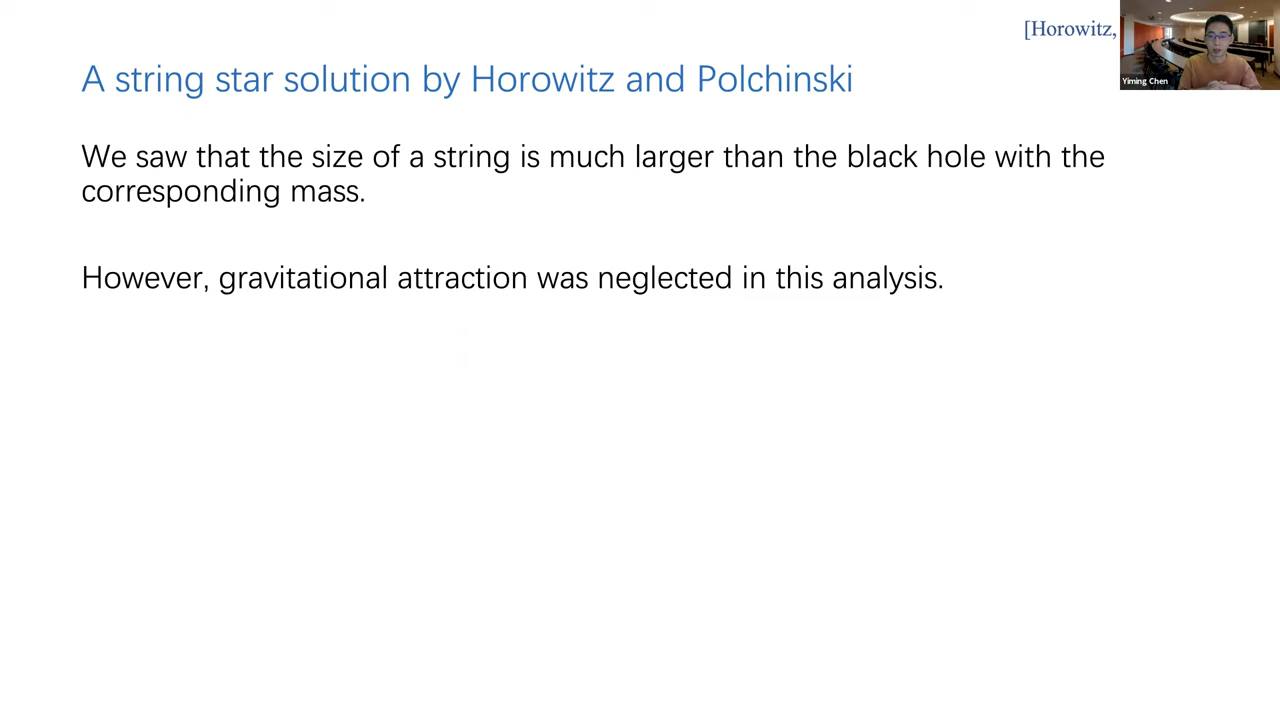 [Horowitz,
Yiming Chen
A string star solution by Horowitz and Polchinski
We saw that the size of a string is much larger than the black hole with the
corresponding mass.
However, gravitational attraction was neglected in this analysis.